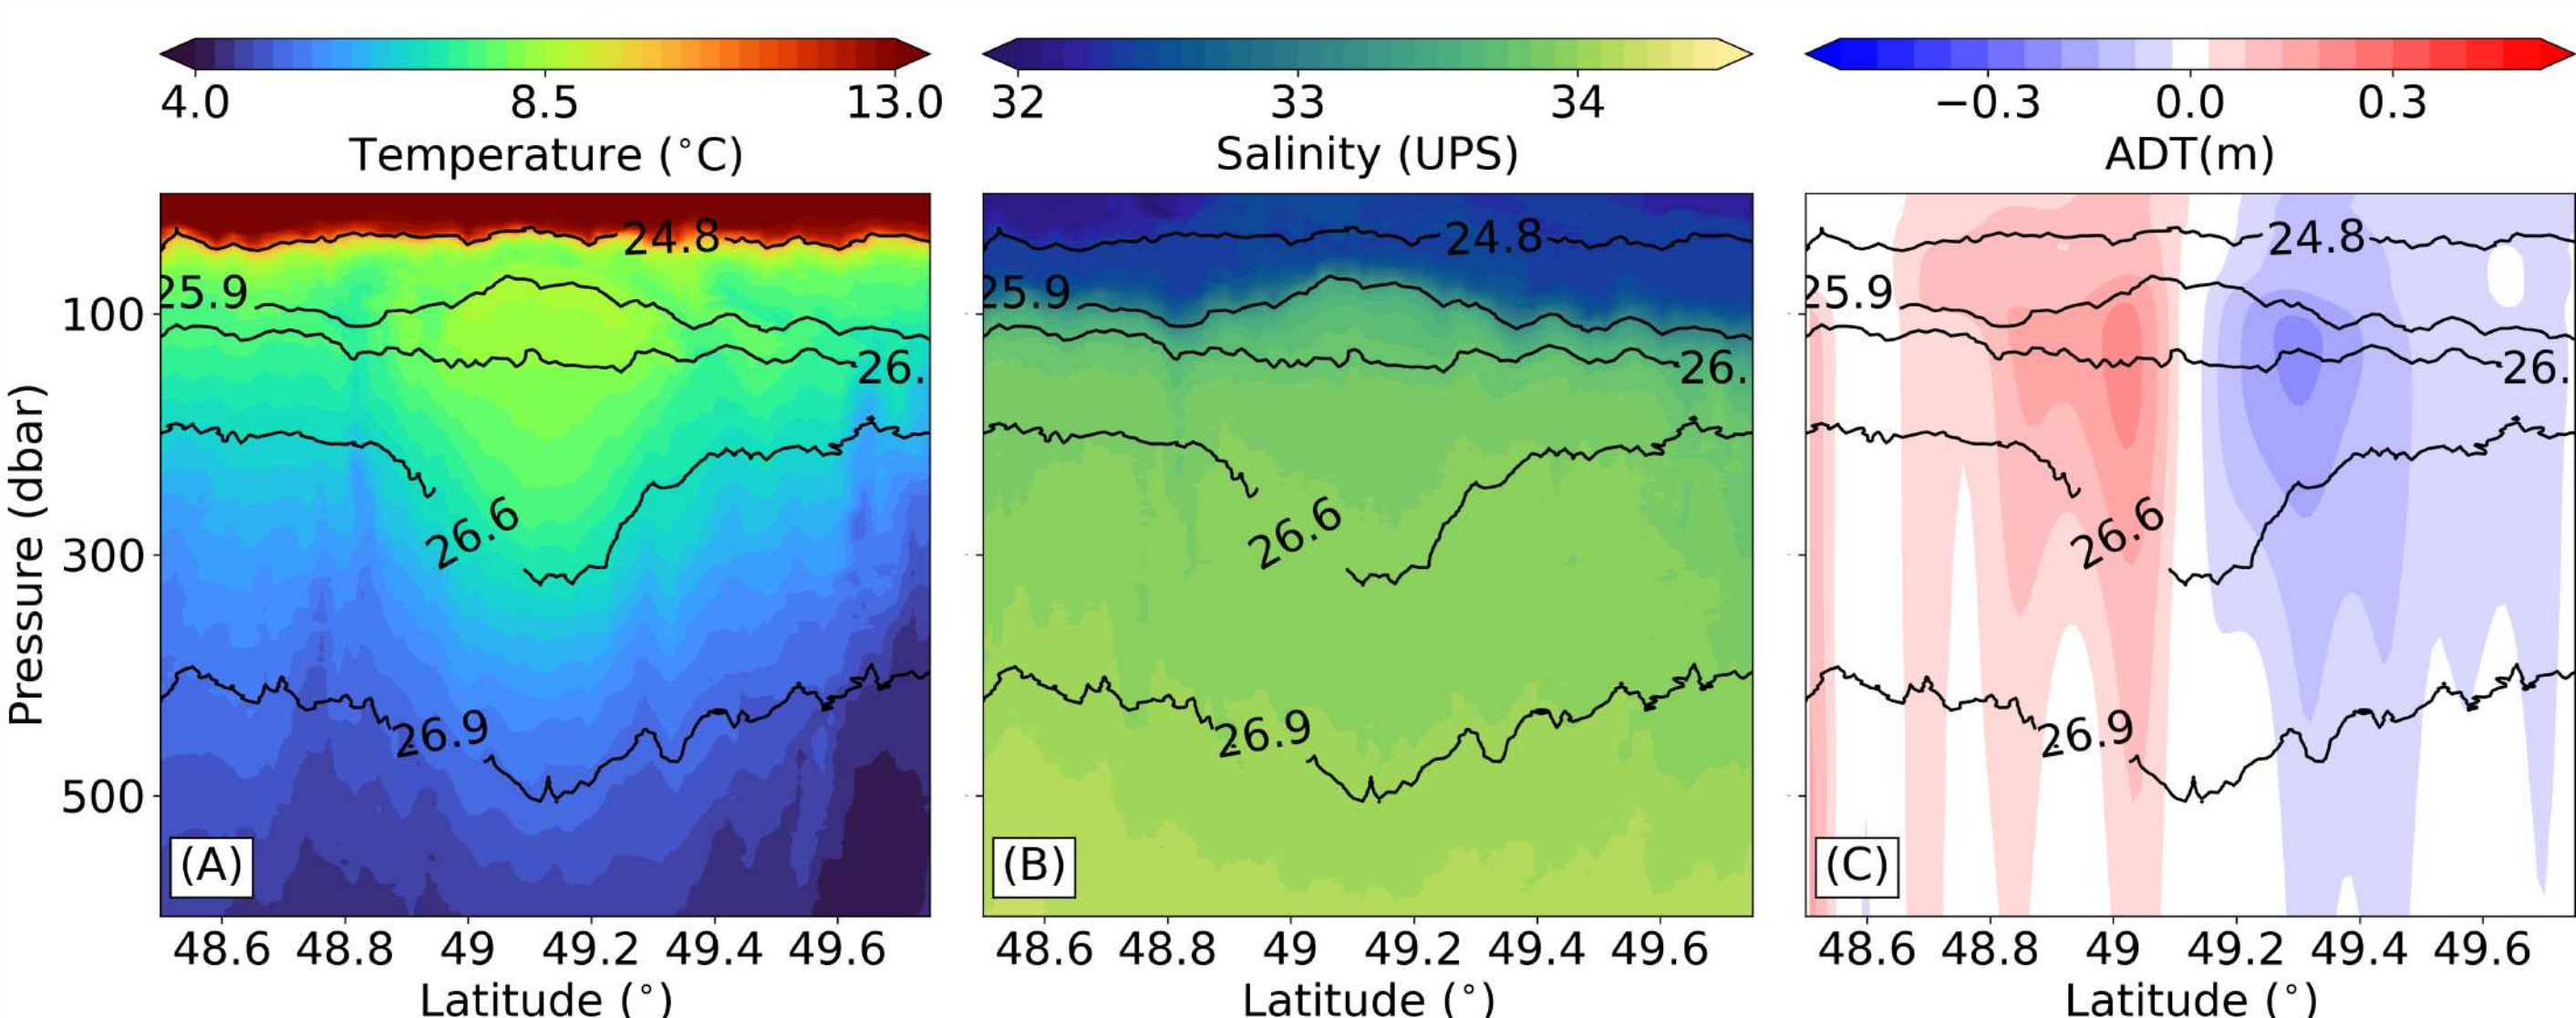 4.0 8.5 13.0
Temperature (°C)
32 33 34
Salinity (UPS)
−0.3 0.0 0.3
ADT(m)
Pressure (dbar)
100
300
500
24.8
25.9
26.
26.6
26.9
(A)
48.6 48.8 49 49.2 49.4 49.6
Latitude (°)
24.8
25.9
26.
26.6
26.9
(B)
48.6 48.8 49 49.2 49.4 49.6
Latitude (°)
24.8
25.9
26.
26.6
26.9
(C)
48.6 48.8 49 49.2 49.4 49.6
Latitude (°)